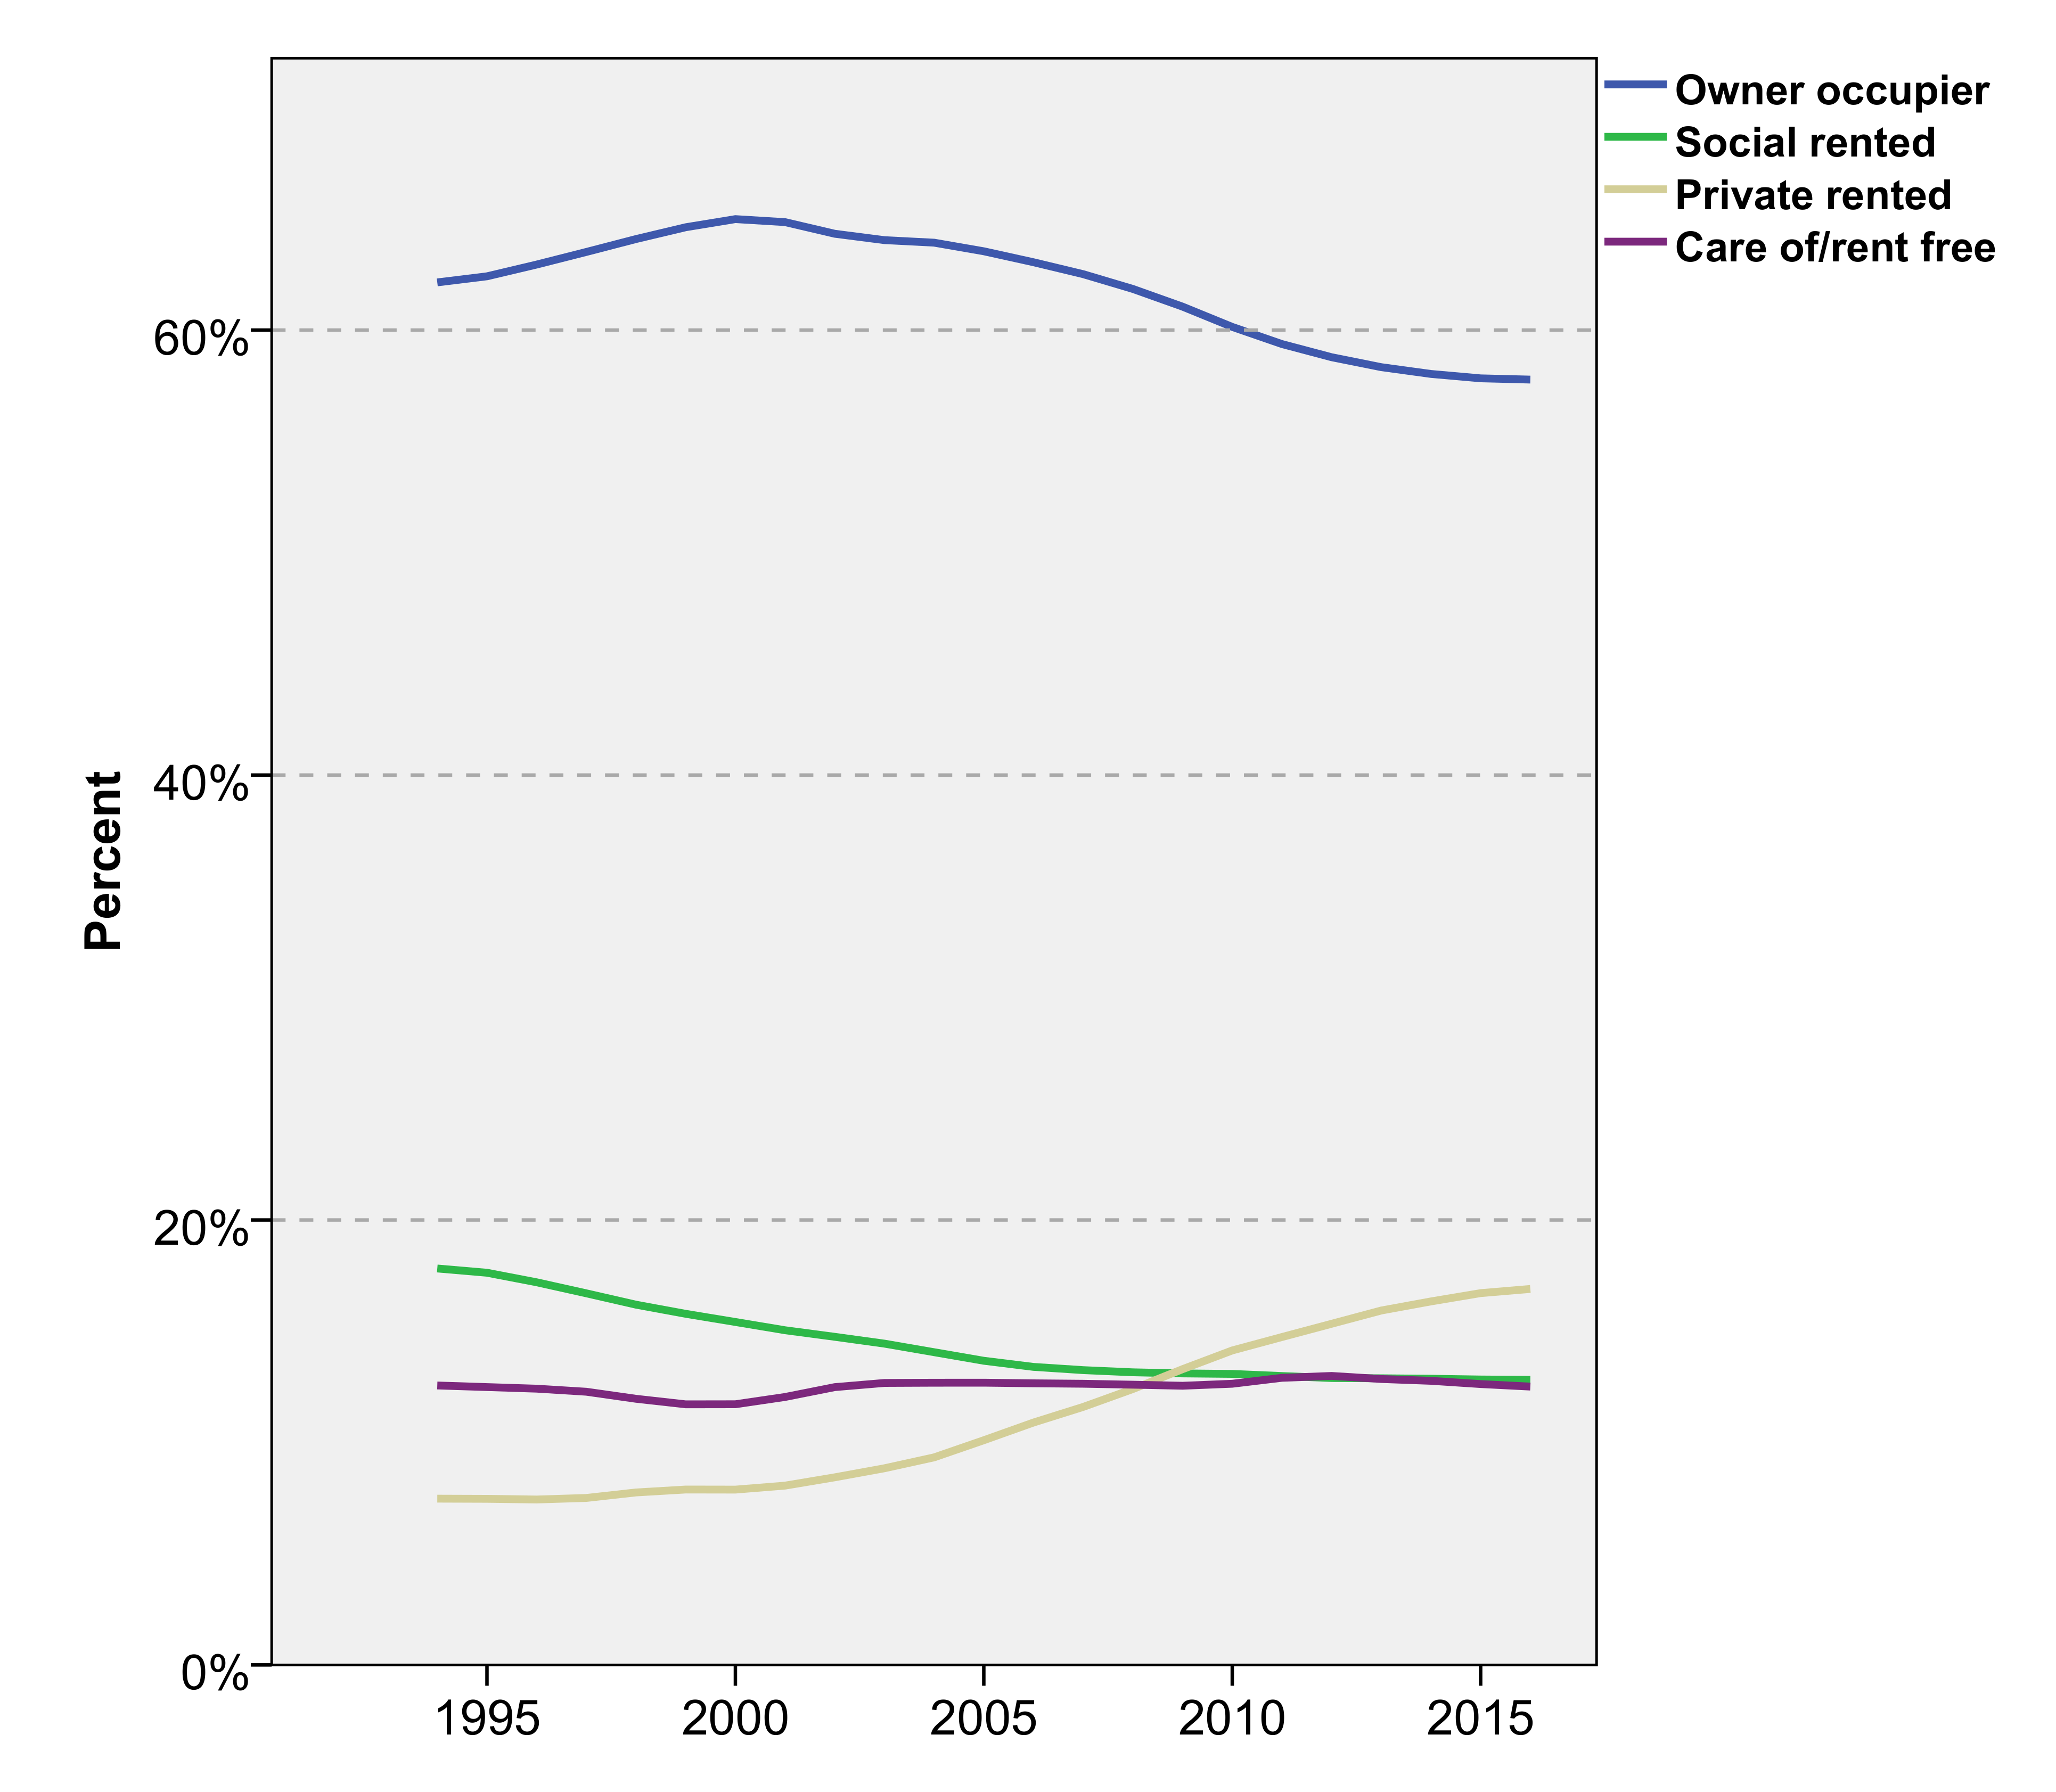 Owner occupier
Social rented
Private rented
Care of/rent free
60%
40%
20%
0%
Percent
1995 2000 2005 2010 2015